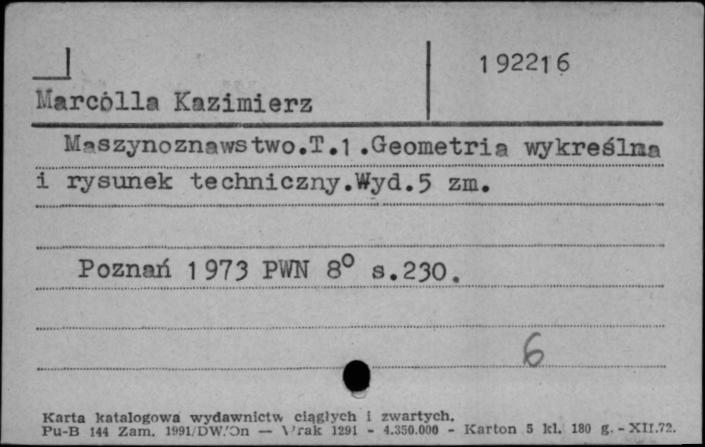 192216
Marcolla Kazimierz
Maszynoznawstwo.T.1.Geometria wykreślna
i rysunek techniczny.Wyd.5 zm.
Poznań 1973 PWN 8° s.230.
6
Karta katalogowa wydawnictw ciągłych i zwartych.
Pu-B 144 Zam. 1991/DW/On — Wrak 1291 - 4.350.000 - Karton 5 kl. 180 g. - XII.72.